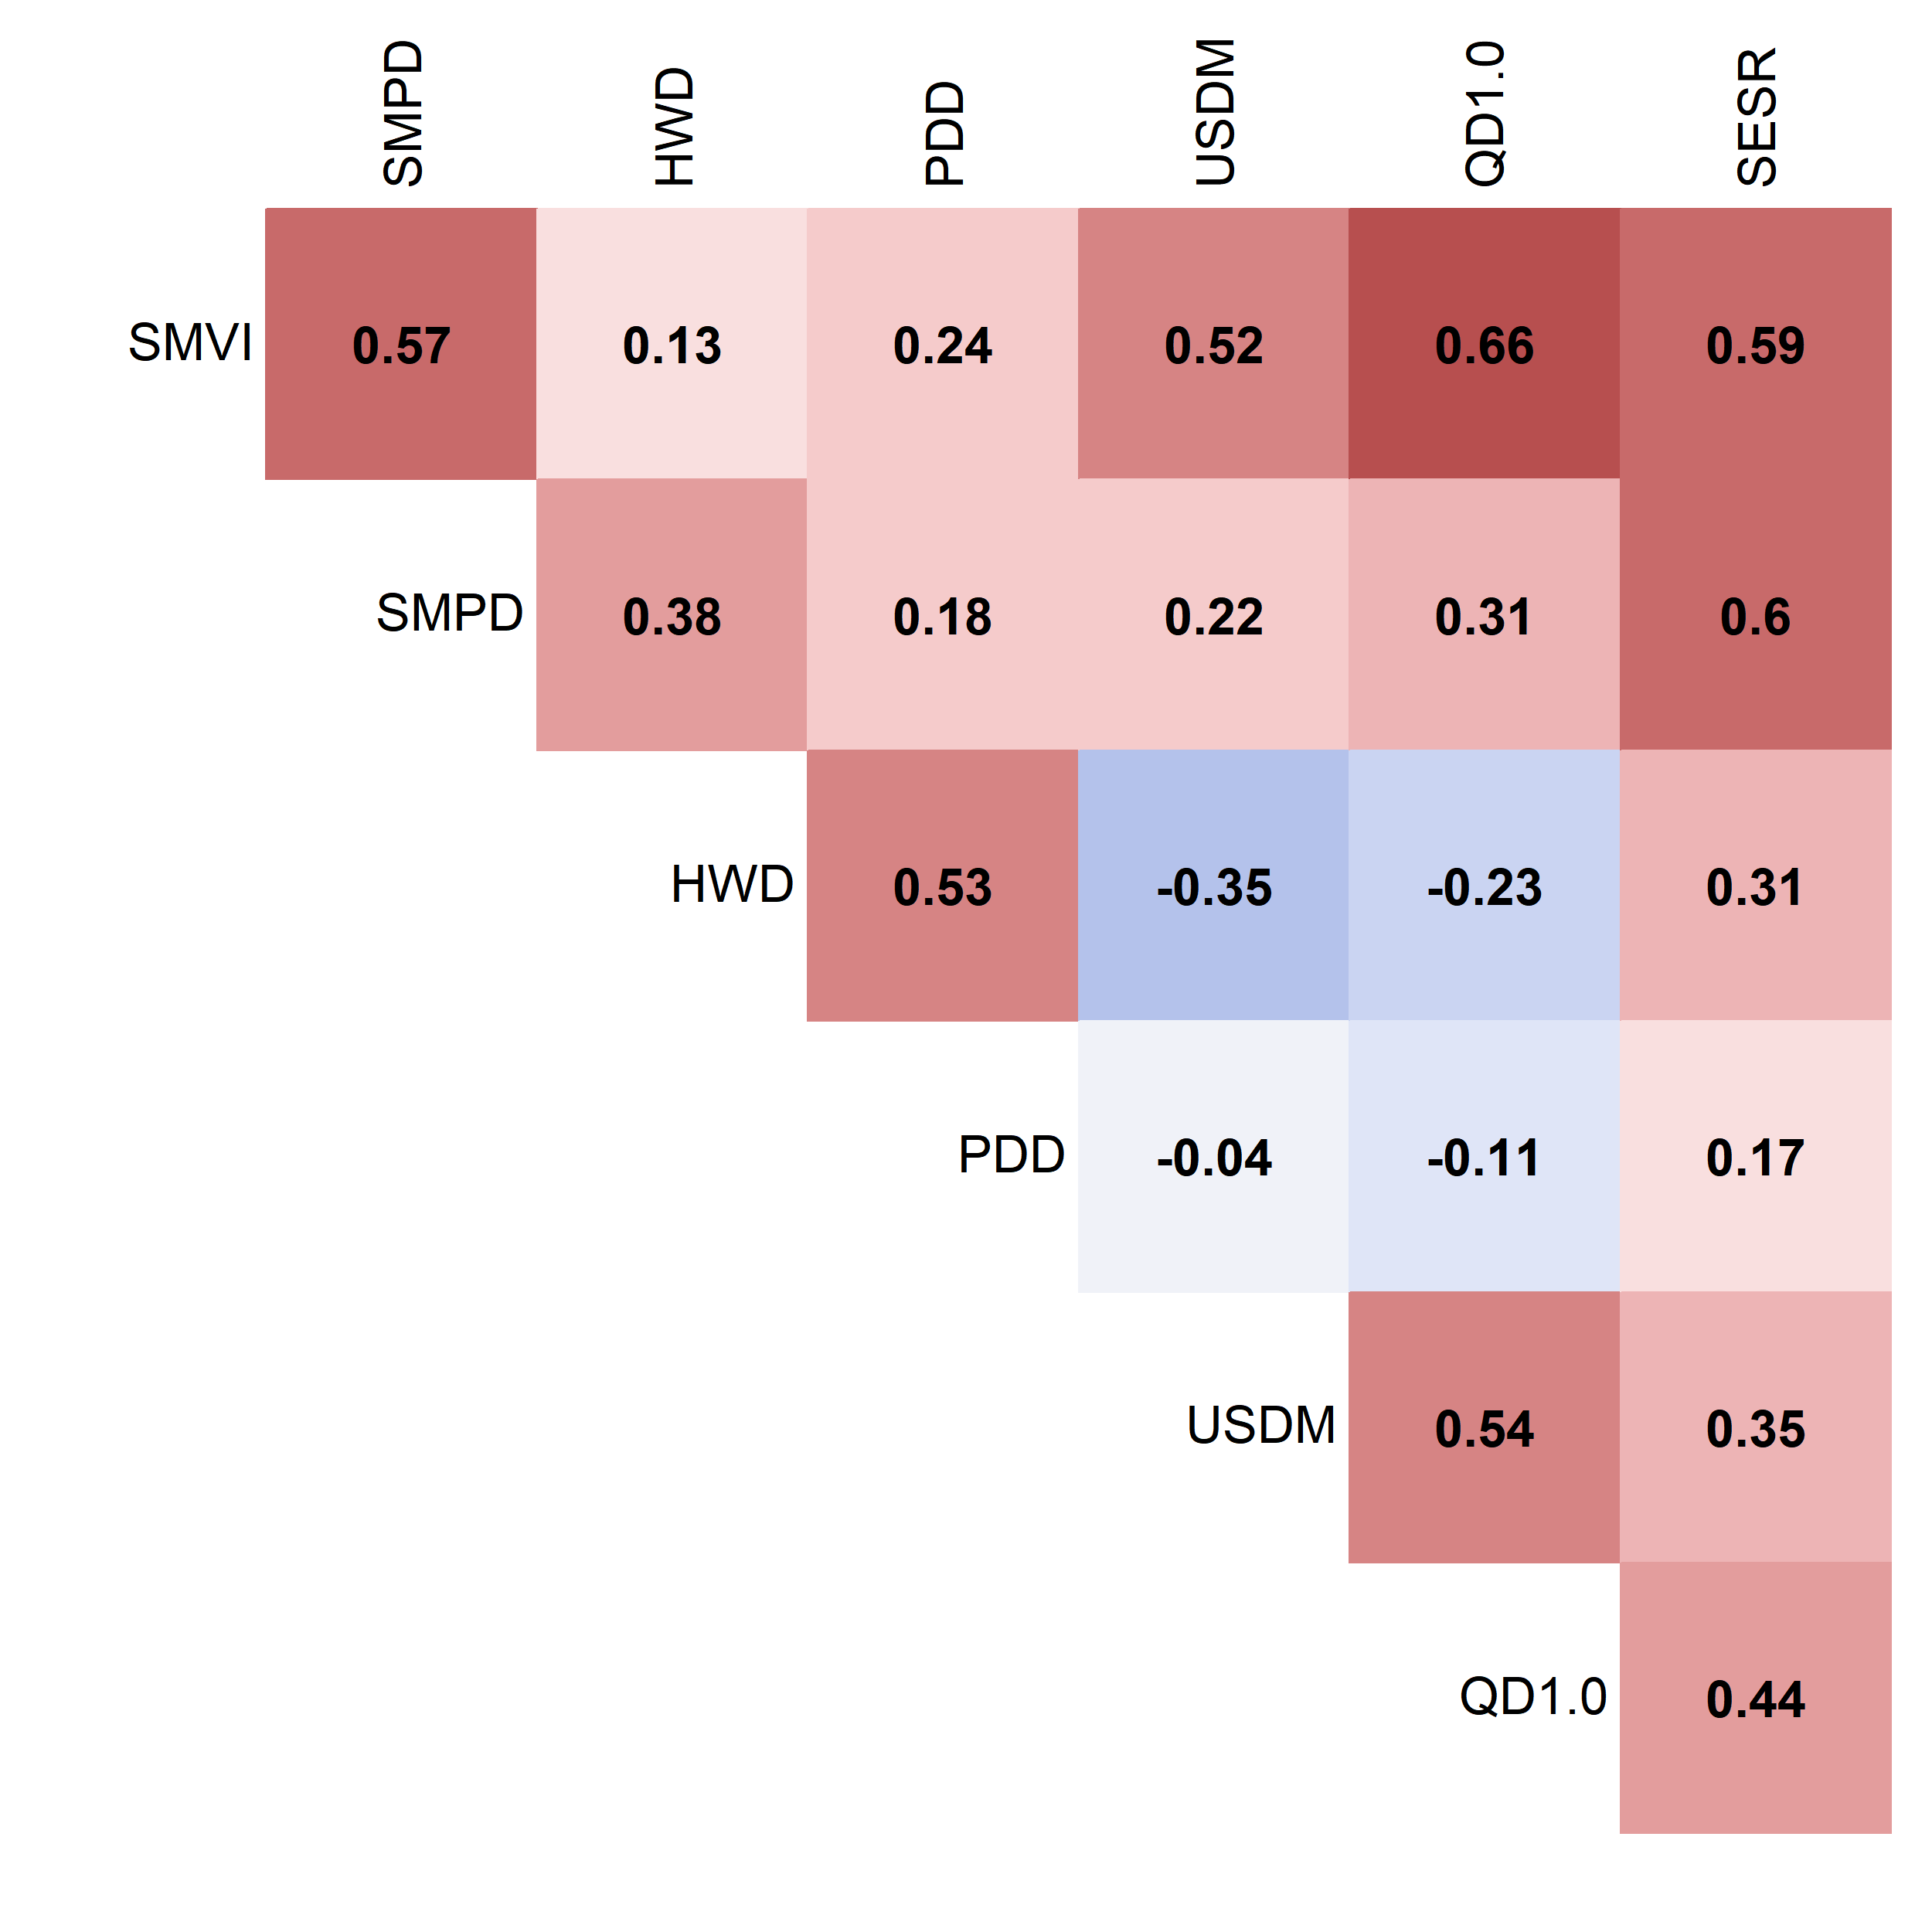 SMPD HWD PDD USDM QD1.0 SESR
SMVI 0.57 0.13 0.24 0.52 0.66 0.59
SMPD 0.38 0.18 0.22 0.31 0.6
HWD 0.53 -0.35 -0.23 0.31
PDD -0.04 -0.11 0.17
USDM 0.54 0.35
QD1.0 0.44